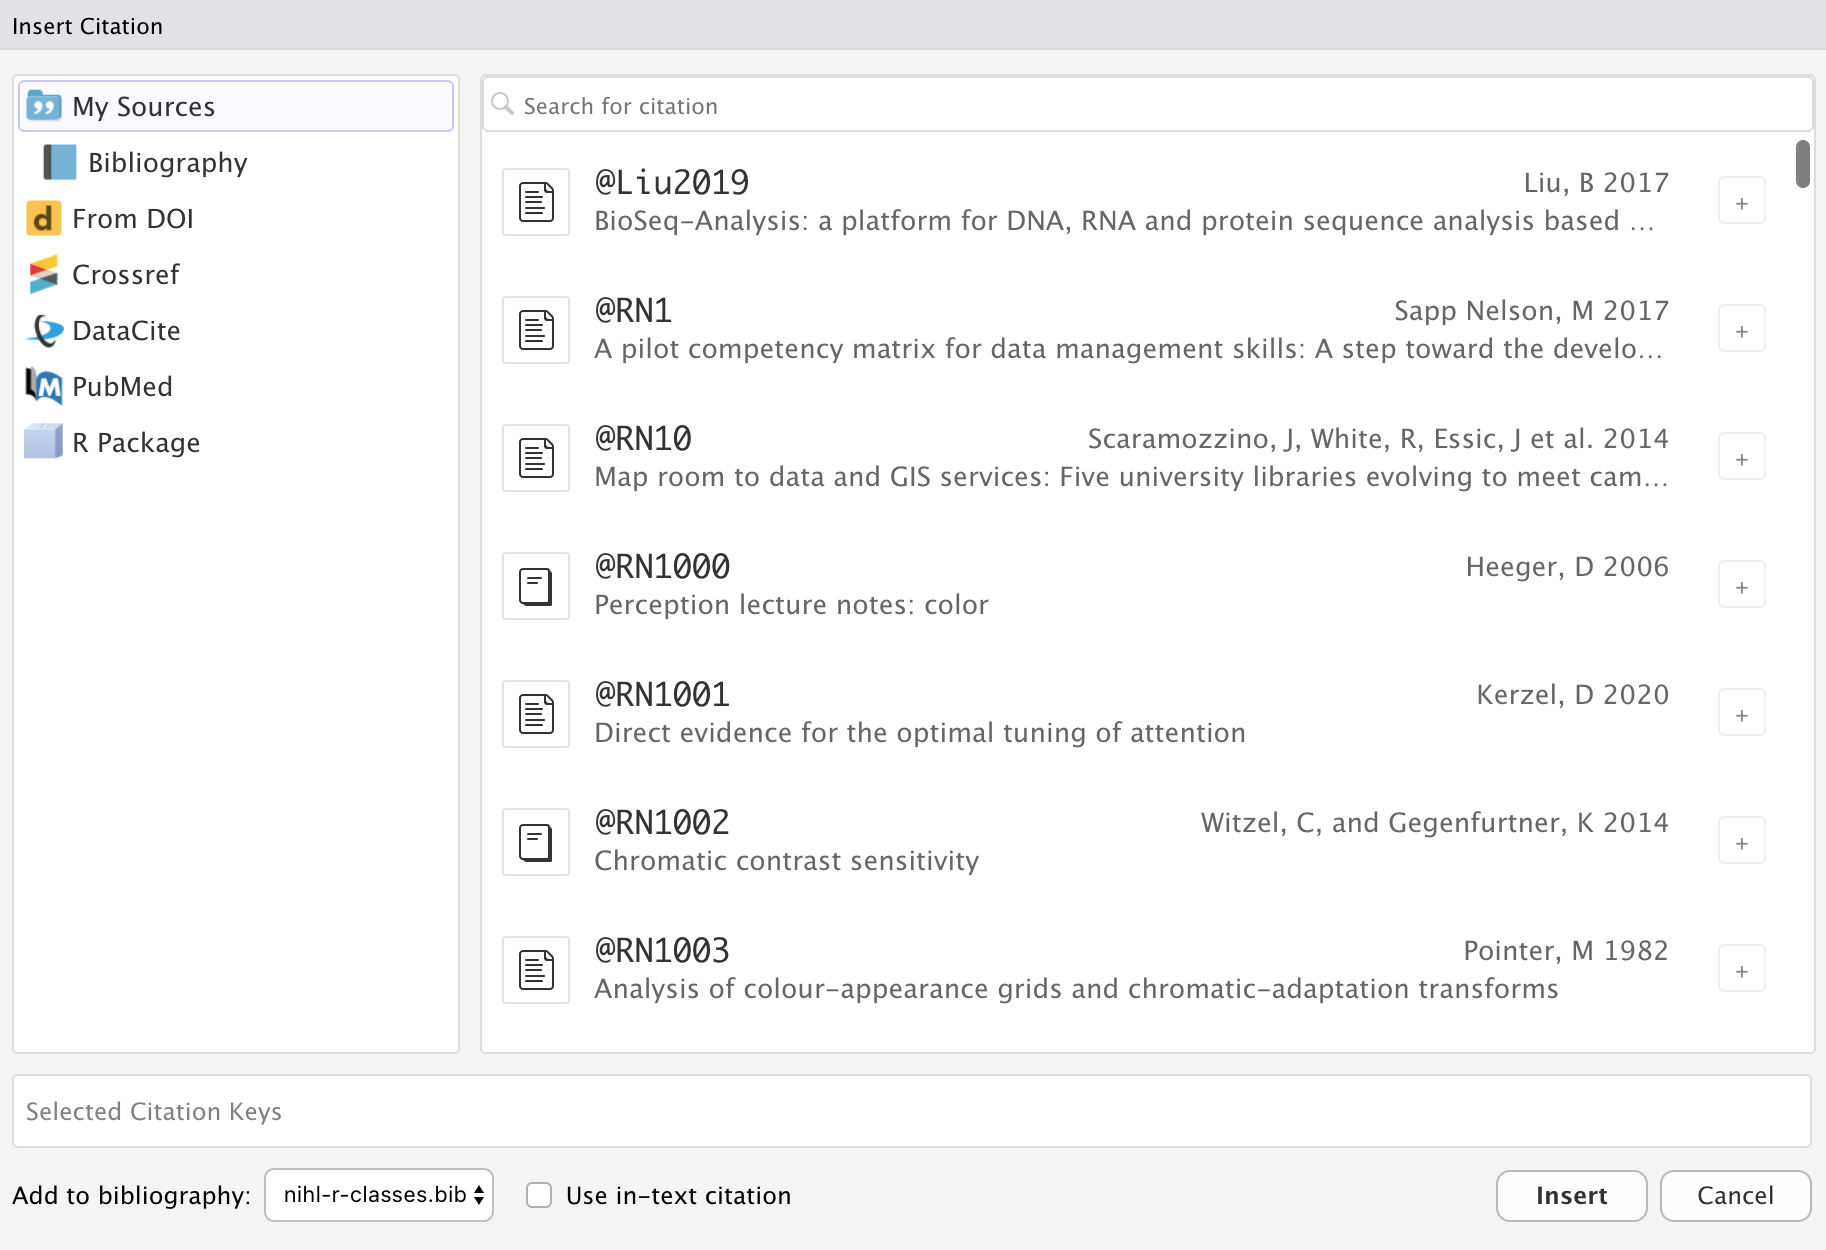 Insert Citation
My Sources
Bibliography
From DOI
Crossref
DataCite
PubMed
R Package
Search for citation
@Liu2019 Liu, B 2017
BioSeq-Analysis: a platform for DNA, RNA and protein sequence analysis based ...
+
@RN1 Sapp Nelson, M 2017
A pilot competency matrix for data management skills: A step toward the develo...
+
@RN10 Scaramozzino, J, White, R, Essic, J et al. 2014
Map room to data and GIS services: Five university libraries evolving to meet cam...
+
@RN1000 Heeger, D 2006
Perception lecture notes: color
+
@RN1001 Kerzel, D 2020
Direct evidence for the optimal tuning of attention
+
@RN1002 Witzel, C, and Gegenfurtner, K 2014
Chromatic contrast sensitivity
+
@RN1003 Pointer, M 1982
Analysis of colour-appearance grids and chromatic-adaptation transforms
+
Selected Citation Keys
Add to bibliography: nihl-r-classes.bib Use in-text citation Insert Cancel